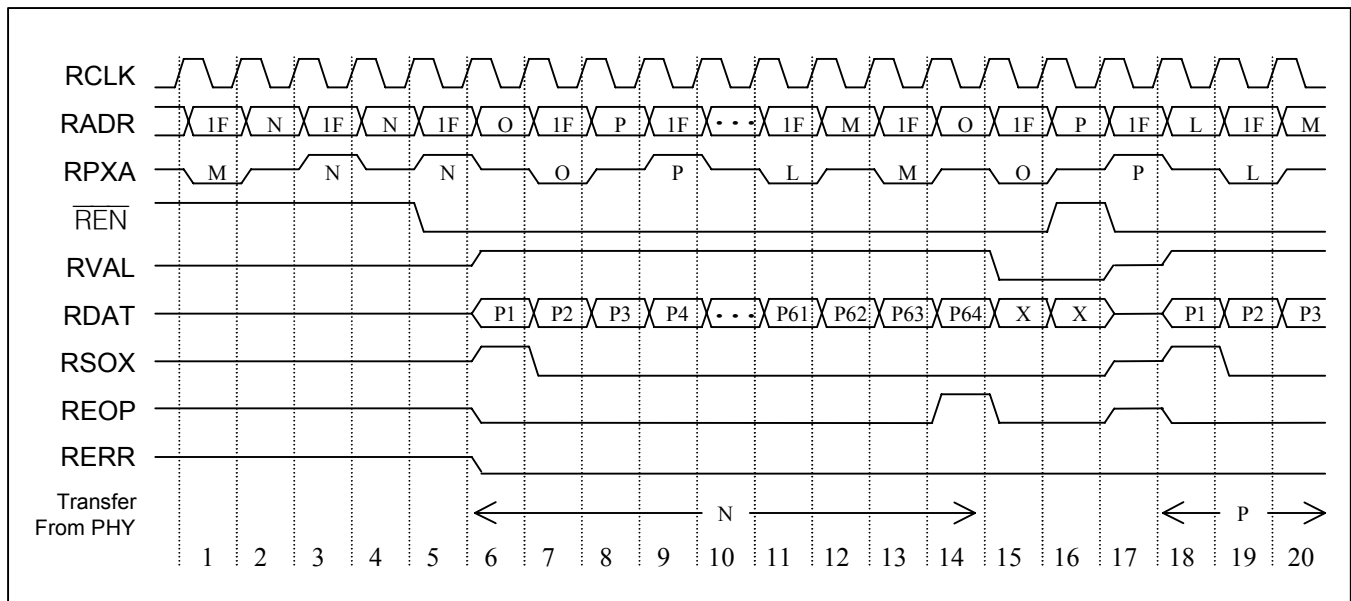 RCLK
RADR 1F N 1F N 1F O 1F P 1F ··· 1F M 1F O 1F P 1F L 1F M
RPXA M N N O P L M O P L
REN
RVAL
RDAT P1 P2 P3 P4 ··· P61 P62 P63 P64 X X P1 P2 P3
RSOX
REOP
RERR
Transfer
From PHY N P
1 2 3 4 5 6 7 8 9 10 11 12 13 14 15 16 17 18 19 20